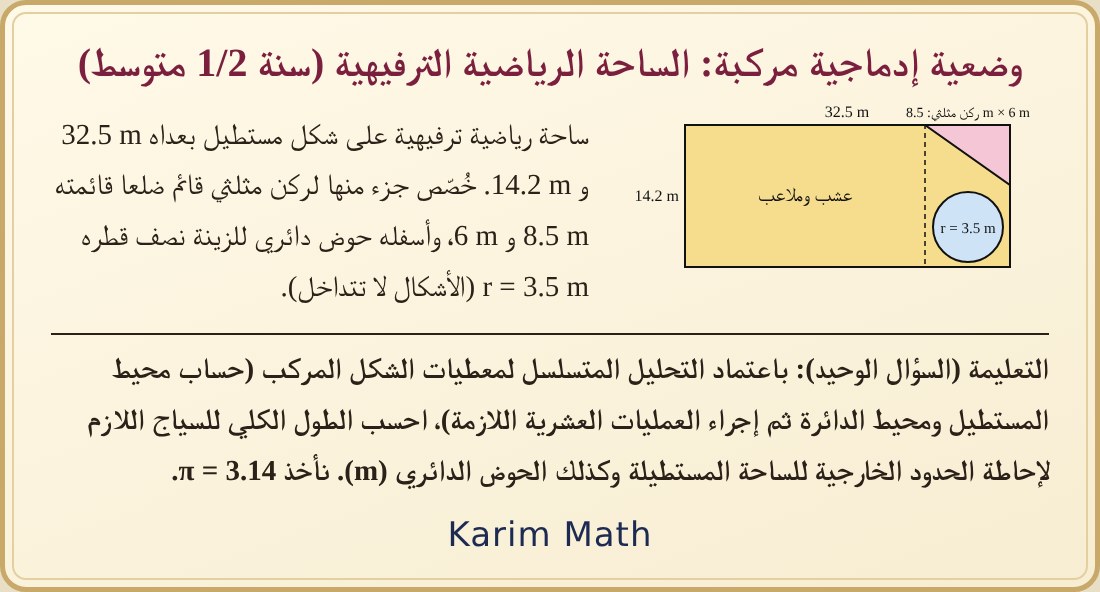 وضعية إدماجية مركبة: الساحة الرياضية الترفيهية (سنة 1/2 متوسط)
ساحة رياضية ترفيهية على شكل مستطيل بعداه 32.5 m
و 14.2 m. خُصّص جزء منها لركن مثلثي قائم ضلعا قائمته
8.5 m و 6 m، وأسفله حوض دائري للزينة نصف قطره
r = 3.5 m (الأشكال لا تتداخل).
32.5 m
ركن مثلثي: 8.5 m × 6 m
14.2 m
عشب وملاعب
r = 3.5 m
التعليمة (السؤال الوحيد): باعتماد التحليل المتسلسل لمعطيات الشكل المركب (حساب محيط
المستطيل ومحيط الدائرة ثم إجراء العمليات العشرية اللازمة)، احسب الطول الكلي للسياج اللازم
لإحاطة الحدود الخارجية للساحة المستطيلة وكذلك الحوض الدائري (m). نأخذ π = 3.14.
Karim Math